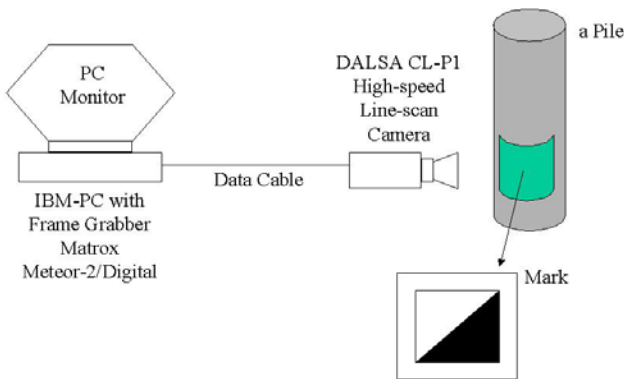 PC
Monitor
IBM-PC with
Frame Grabber
Matrox
Meteor-2/Digital
Data Cable
DALSA CL-P1
High-speed
Line-scan
Camera
a Pile
Mark